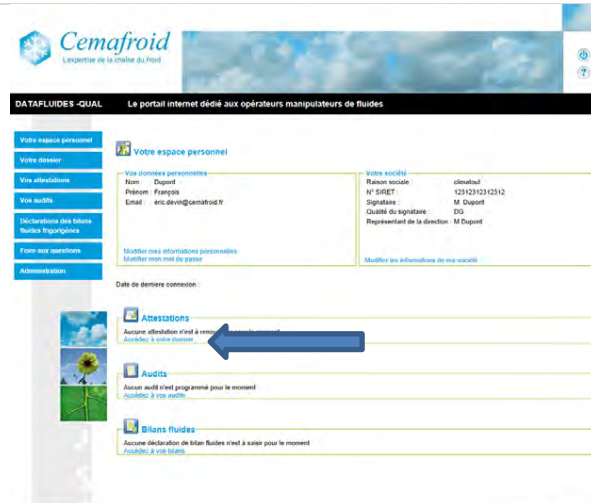 Cemafroid
L'expertise de la chaîne du froid
DATAFLUIDES -QUAL Le portail internet dédié aux opérateurs manipulateurs de fluides
Votre espace personnel
Votre dossier
Vos attestations
Vos audits
Déclarations des bilans
fluides frigorigènes
Foire aux questions
Administration
Votre espace personnel
Vos données personnelles
Nom : Dupont
Prénom : François
Email : eric.devin@cemafroid.fr
Modifier mes informations personnelles
Modifier mon mot de passe
Votre société
Raison sociale : climatoul
N° SIRET : 12312312312312
Signataire : M. Dupont
Qualité du signataire : DG
Représentant de la direction : M Dupont
Modifier les informations de ma société
Date de derniere connexion :
Attestations
Aucune attestation n'est à pour le moment
Accédez à votre dossier
Audits
Aucun audit n'est programmé pour le moment
Accédez à vos audits
Bilans fluides
Aucune déclaration de bilan fluides n'est à saisir pour le moment
Accédez à vos bilans